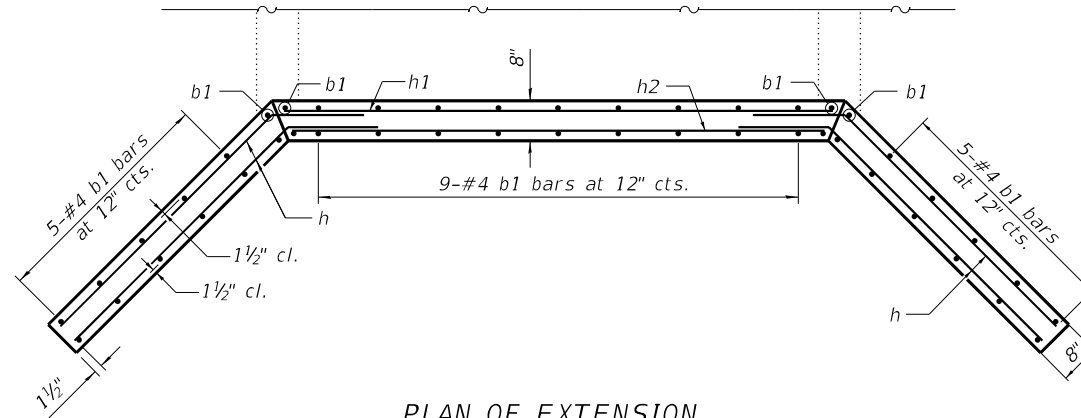 8"
b1
b1
h1
h2
b1
b1
5-#4 b1 bars
at 12" cts.
9-#4 b1 bars at 12" cts.
5-#4 b1 bars
at 12" cts.
h
1½" cl.
1½" cl.
h
8"
1½"
PLAN OF EXTENSION